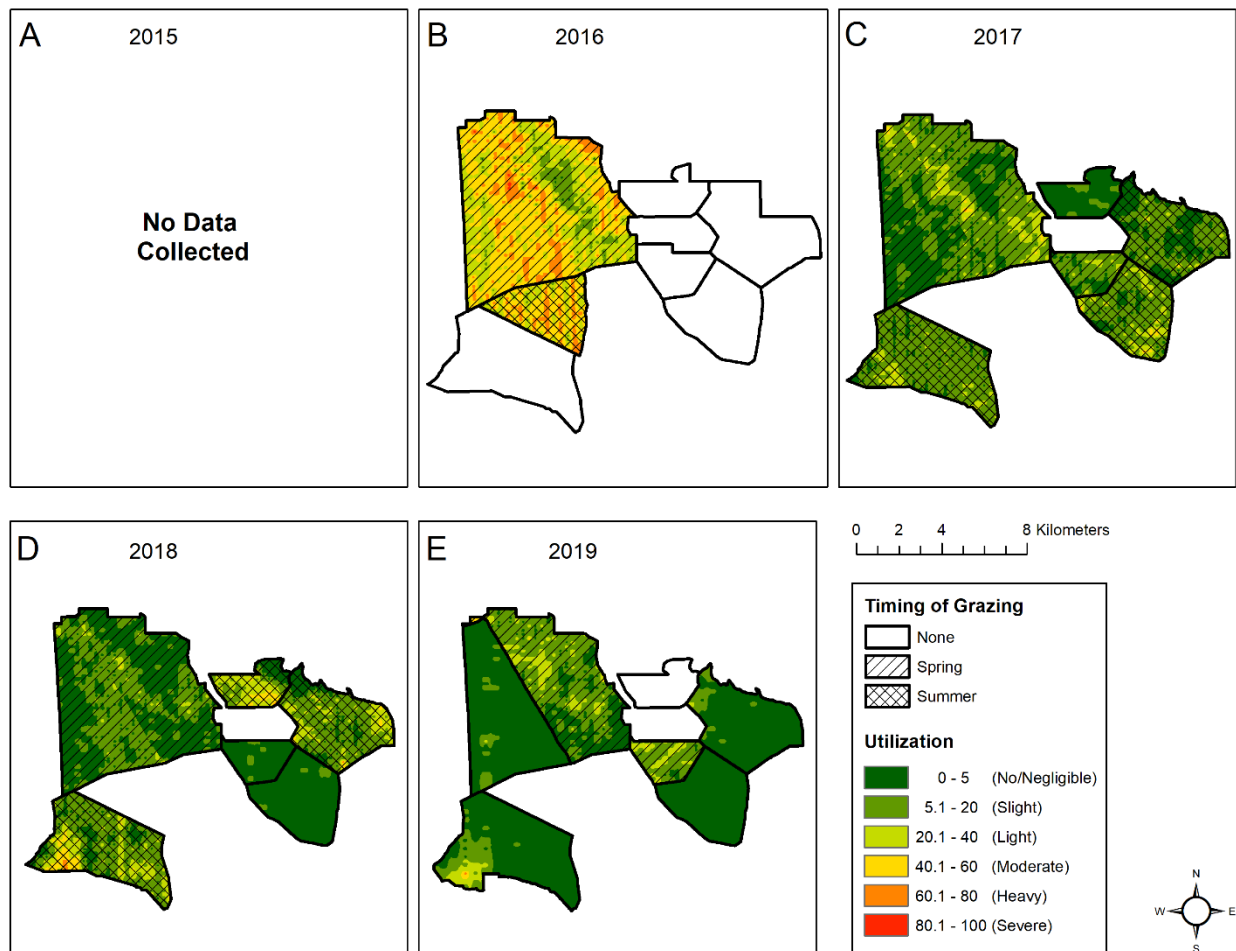 A
2015
No Data
Collected
B
2016
C
2017
D
2018
E
2019
0 2 4 8 Kilometers
Timing of Grazing
None
Spring
Summer
Utilization
0 - 5 (No/Negligible)
5.1 - 20 (Slight)
20.1 - 40 (Light)
40.1 - 60 (Moderate)
60.1 - 80 (Heavy)
80.1 - 100 (Severe)
N
W E
S